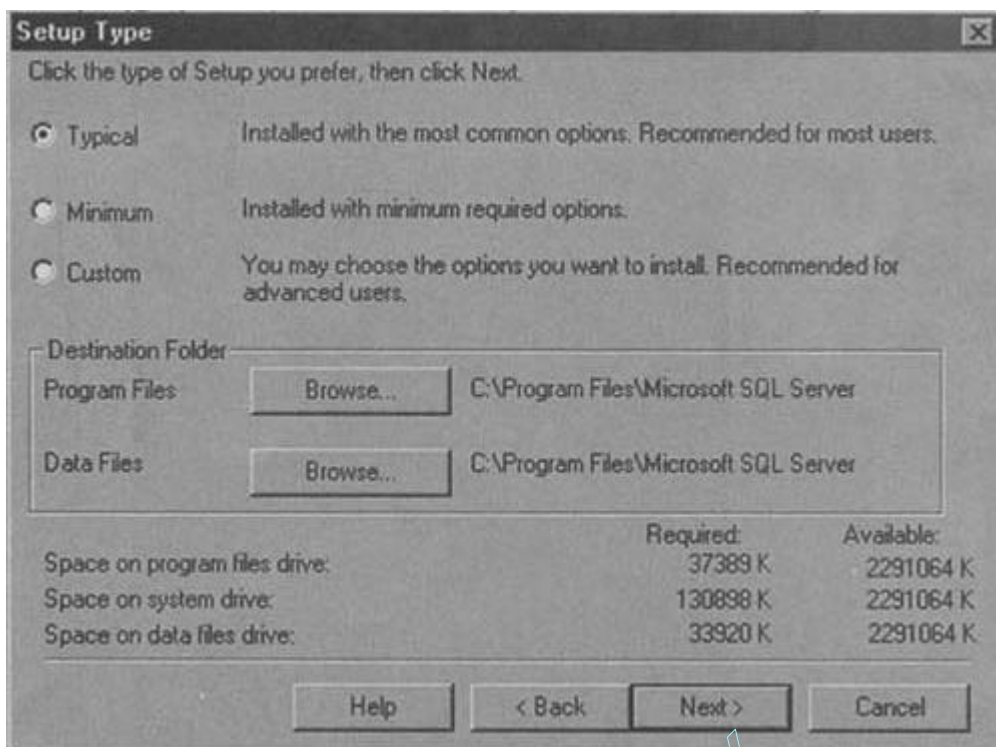 Setup Type
Click the type of Setup you prefer, then click Next.
Typical Installed with the most common options. Recommended for most users.
Minimum Installed with minimum required options.
Custom You may choose the options you want to install. Recommended for
advanced users.
Destination Folder
Program Files Browse... C:\Program Files\Microsoft SQL Server
Data Files Browse... C:\Program Files\Microsoft SQL Server
Required: Available:
Space on program files drive: 37389 K 2291064 K
Space on system drive: 130898 K 2291064 K
Space on data files drive: 33920 K 2291064 K
Help < Back Next > Cancel